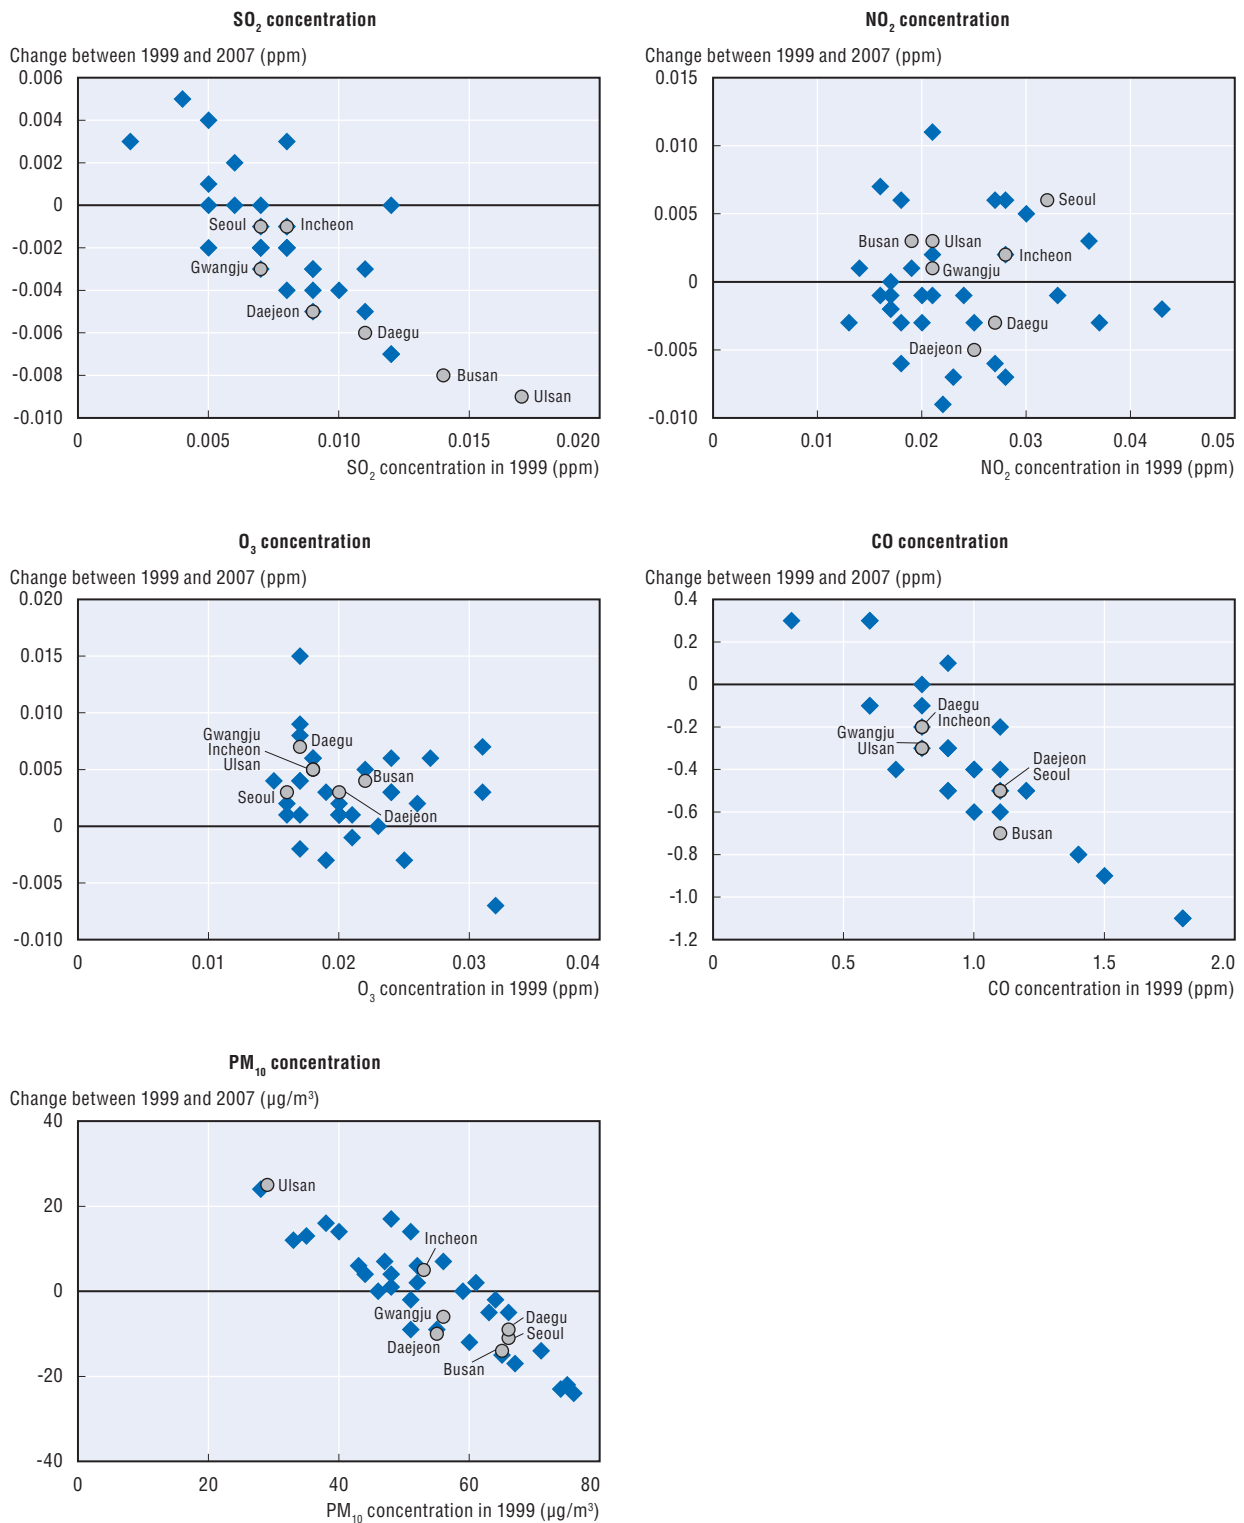 SO₂ concentration
Change between 1999 and 2007 (ppm)
0.006
0.004
0.002
0
-0.002
-0.004
-0.006
-0.008
-0.010
Seoul
Incheon
Gwangju
Daejeon
Daegu
Busan
Ulsan
0 0.005 0.010 0.015 0.020
SO₂ concentration in 1999 (ppm)
NO₂ concentration
Change between 1999 and 2007 (ppm)
0.015
0.010
0.005
0
-0.005
-0.010
Seoul
Busan
Ulsan
Incheon
Gwangju
Daegu
Daejeon
0 0.01 0.02 0.03 0.04 0.05
NO₂ concentration in 1999 (ppm)
O₃ concentration
Change between 1999 and 2007 (ppm)
0.020
0.015
0.010
0.005
0
-0.005
-0.010
Gwangju
Incheon
Ulsan
Daegu
Busan
Seoul
Daejeon
0 0.01 0.02 0.03 0.04
O₃ concentration in 1999 (ppm)
CO concentration
Change between 1999 and 2007 (ppm)
0.4
0.2
0
-0.2
-0.4
-0.6
-0.8
-1.0
-1.2
Daegu
Incheon
Gwangju
Ulsan
Daejeon
Seoul
Busan
0 0.5 1.0 1.5 2.0
CO concentration in 1999 (ppm)
PM₁₀ concentration
Change between 1999 and 2007 (µg/m³)
40
20
0
-20
-40
Ulsan
Incheon
Gwangju
Daegu
Seoul
Daejeon
Busan
0 20 40 60 80
PM₁₀ concentration in 1999 (µg/m³)